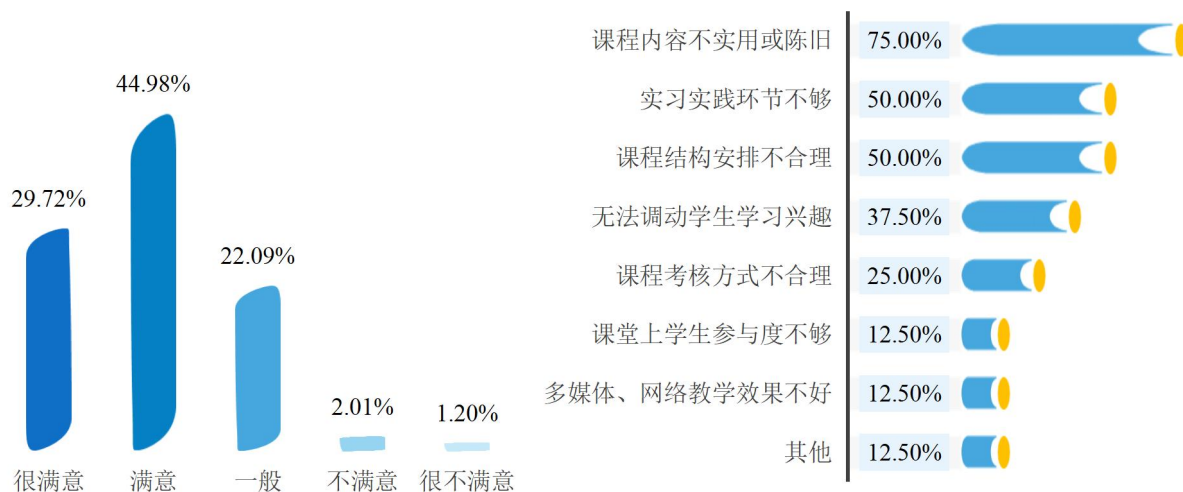 44.98%
29.72%
22.09%
2.01%
1.20%
很满意
满意
一般
不满意
很不满意
课程内容不实用或陈旧 75.00%
实习实践环节不够 50.00%
课程结构安排不合理 50.00%
无法调动学生学习兴趣 37.50%
课程考核方式不合理 25.00%
课堂上学生参与度不够 12.50%
多媒体、网络教学效果不好 12.50%
其他 12.50%